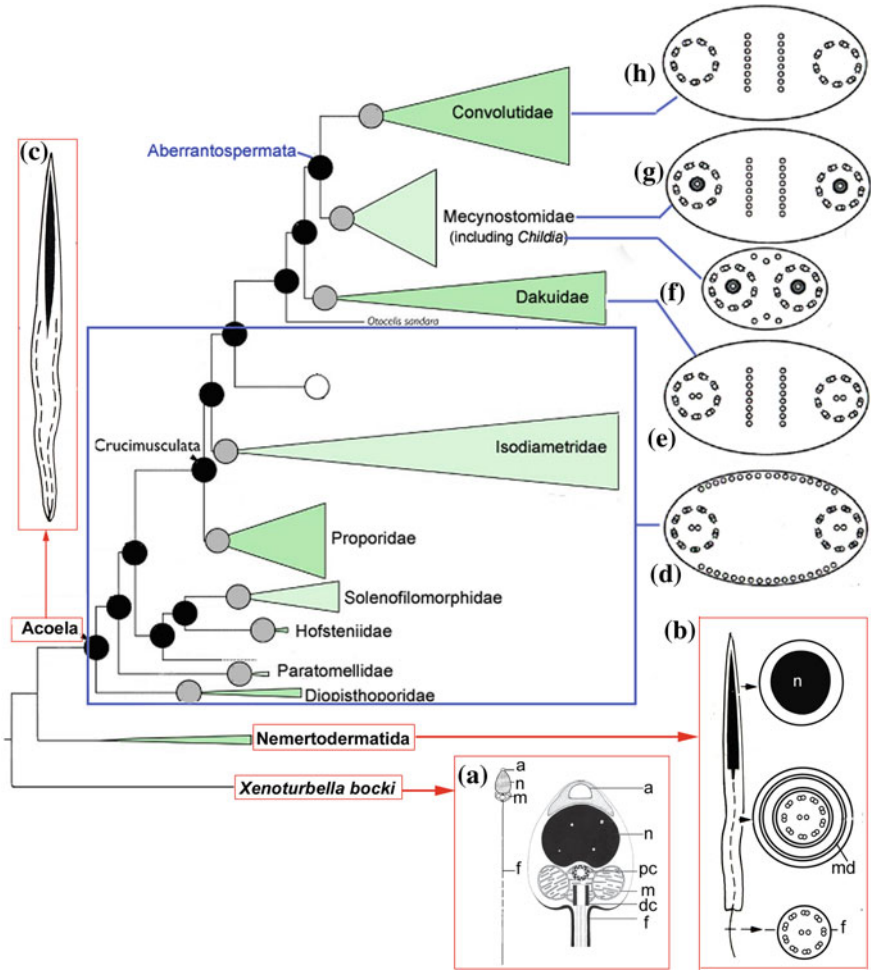 (h)
Convolutidae
Aberrantospermata
(c)
(g)
Mecynostomidae
(including Childia)
(f)
Dakuidae
Otocelis sandara
(e)
Crucimusculata
Isodiametridae
Proporidae
(d)
Solenofilomorphidae
Acoela
Hofsteniidae
(b)
n
Paratomellidae
Diopisthoporidae
Nemertodermatida
Xenoturbella bocki
(a)
a
n
m
f
a
n
pc
m
dc
f
md
f